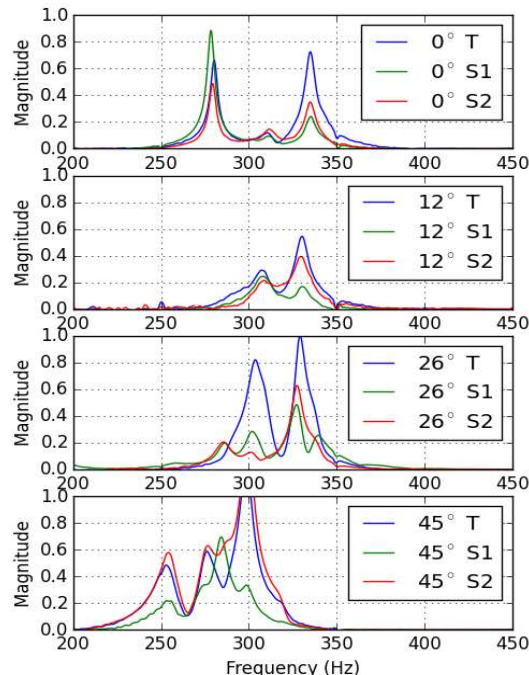 1.0
0.8
0.6
0.4
0.2
0.0
Magnitude
0° T
0° S1
0° S2
200 250 300 350 400 450
1.0
0.8
0.6
0.4
0.2
0.0
Magnitude
12° T
12° S1
12° S2
200 250 300 350 400 450
1.0
0.8
0.6
0.4
0.2
0.0
Magnitude
26° T
26° S1
26° S2
200 250 300 350 400 450
1.0
0.8
0.6
0.4
0.2
0.0
Magnitude
45° T
45° S1
45° S2
200 250 300 350 400 450
Frequency (Hz)